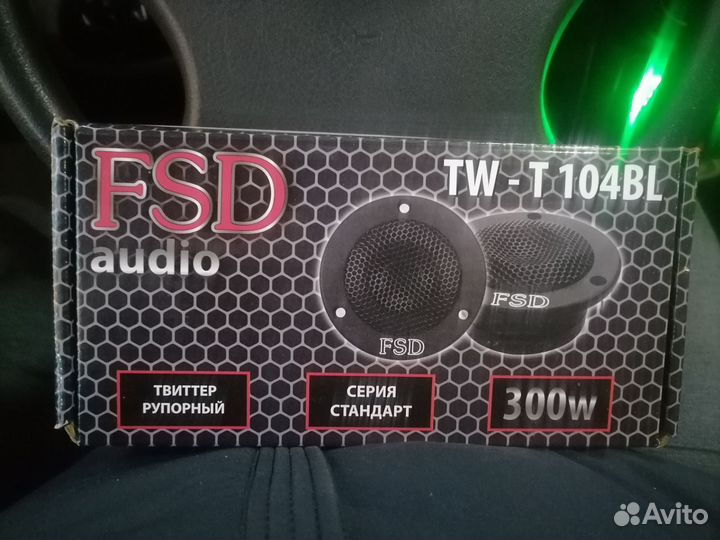 FSD
audio
TW - T 104BL
FSD
FSD
ТВИТТЕР
РУПОРНЫЙ
СЕРИЯ
СТАНДАРТ
300w
Avito